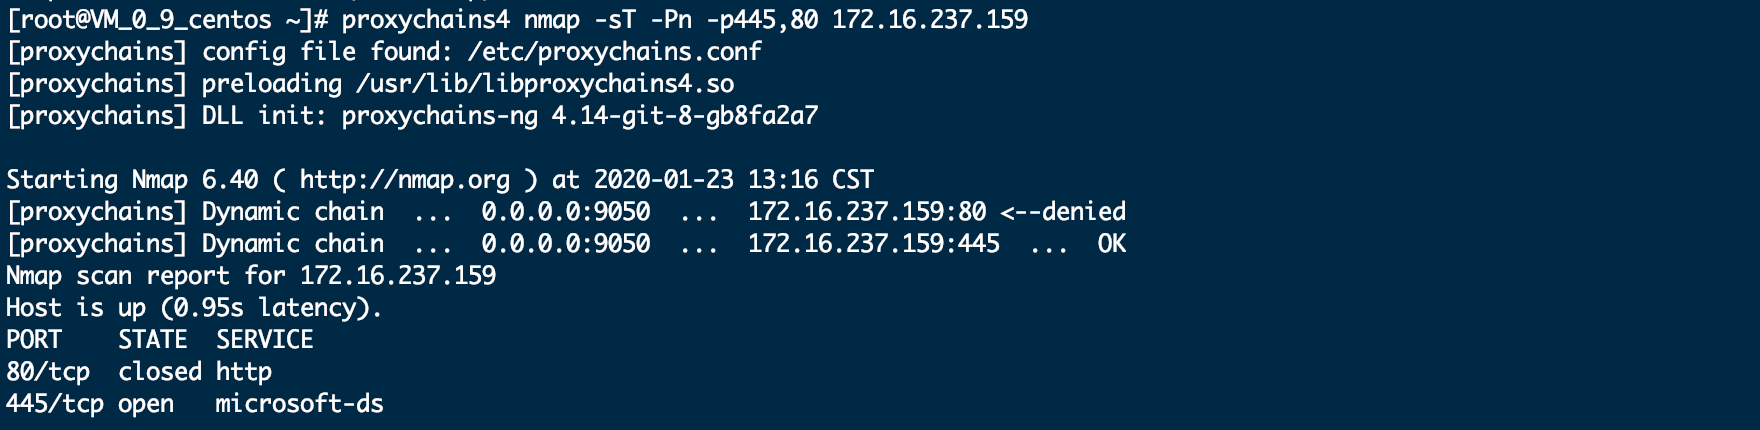 [root@VM_0_9_centos ~]# proxychains4 nmap -sT -Pn -p445,80 172.16.237.159
[proxychains] config file found: /etc/proxychains.conf
[proxychains] preloading /usr/lib/libproxychains4.so
[proxychains] DLL init: proxychains-ng 4.14-git-8-gb8fa2a7
Starting Nmap 6.40 ( http://nmap.org ) at 2020-01-23 13:16 CST
[proxychains] Dynamic chain  ...  0.0.0.0:9050  ...  172.16.237.159:80 <--denied
[proxychains] Dynamic chain  ...  0.0.0.0:9050  ...  172.16.237.159:445  ...  OK
Nmap scan report for 172.16.237.159
Host is up (0.95s latency).
PORT    STATE  SERVICE
80/tcp  closed http
445/tcp open   microsoft-ds